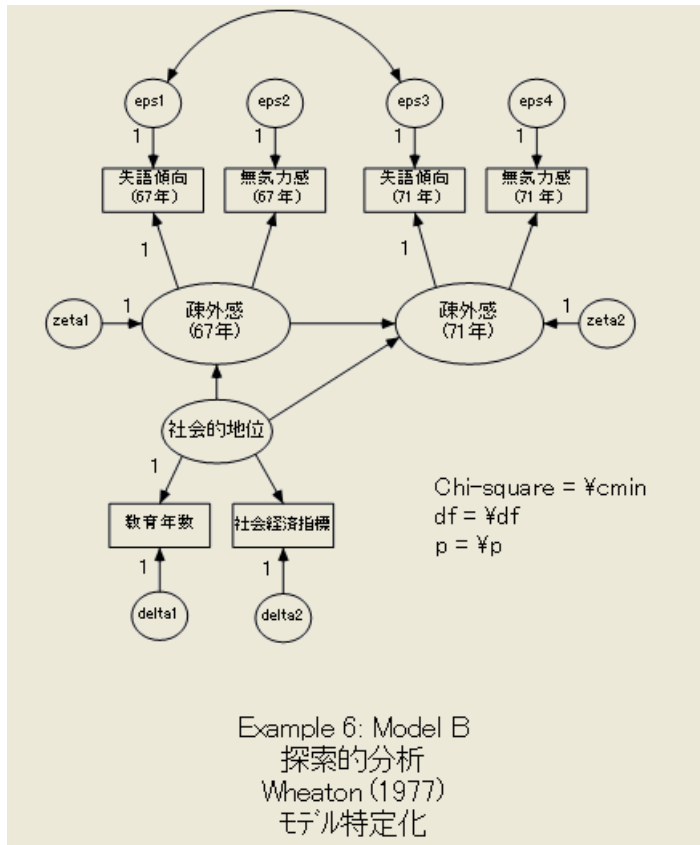 eps1
eps2
eps3
eps4
1
1
1
1
失語傾向
(67年)
無気力感
(67年)
失語傾向
(71年)
無気力感
(71年)
1
1
zeta1
1
疎外感
(67年)
疎外感
(71年)
1
zeta2
社会的地位
1
教育年数
社会経済指標
1
1
delta1
delta2
Chi-square = ¥cmin
df = ¥df
p = ¥p
Example 6: Model B
探索的分析
Wheaton (1977)
モデル特定化